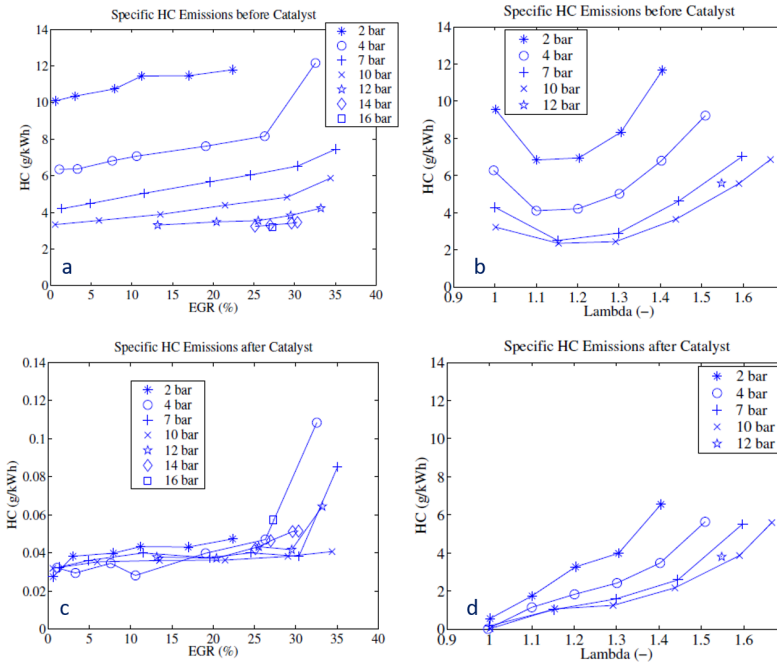 Specific HC Emissions before Catalyst
14
12
10
8
6
4
2
0
HC (g/kWh)
0 5 10 15 20 25 30 35 40
EGR (%)
2 bar
4 bar
7 bar
10 bar
12 bar
14 bar
16 bar
a
Specific HC Emissions before Catalyst
14
12
10
8
6
4
2
0
HC (g/kWh)
0.9 1 1.1 1.2 1.3 1.4 1.5 1.6
Lambda (−)
2 bar
4 bar
7 bar
10 bar
12 bar
b
Specific HC Emissions after Catalyst
0.14
0.12
0.1
0.08
0.06
0.04
0.02
0
HC (g/kWh)
0 5 10 15 20 25 30 35 40
EGR (%)
2 bar
4 bar
7 bar
10 bar
12 bar
14 bar
16 bar
c
Specific HC Emissions after Catalyst
14
12
10
8
6
4
2
0
HC (g/kWh)
0.9 1 1.1 1.2 1.3 1.4 1.5 1.6
Lambda (−)
2 bar
4 bar
7 bar
10 bar
12 bar
d